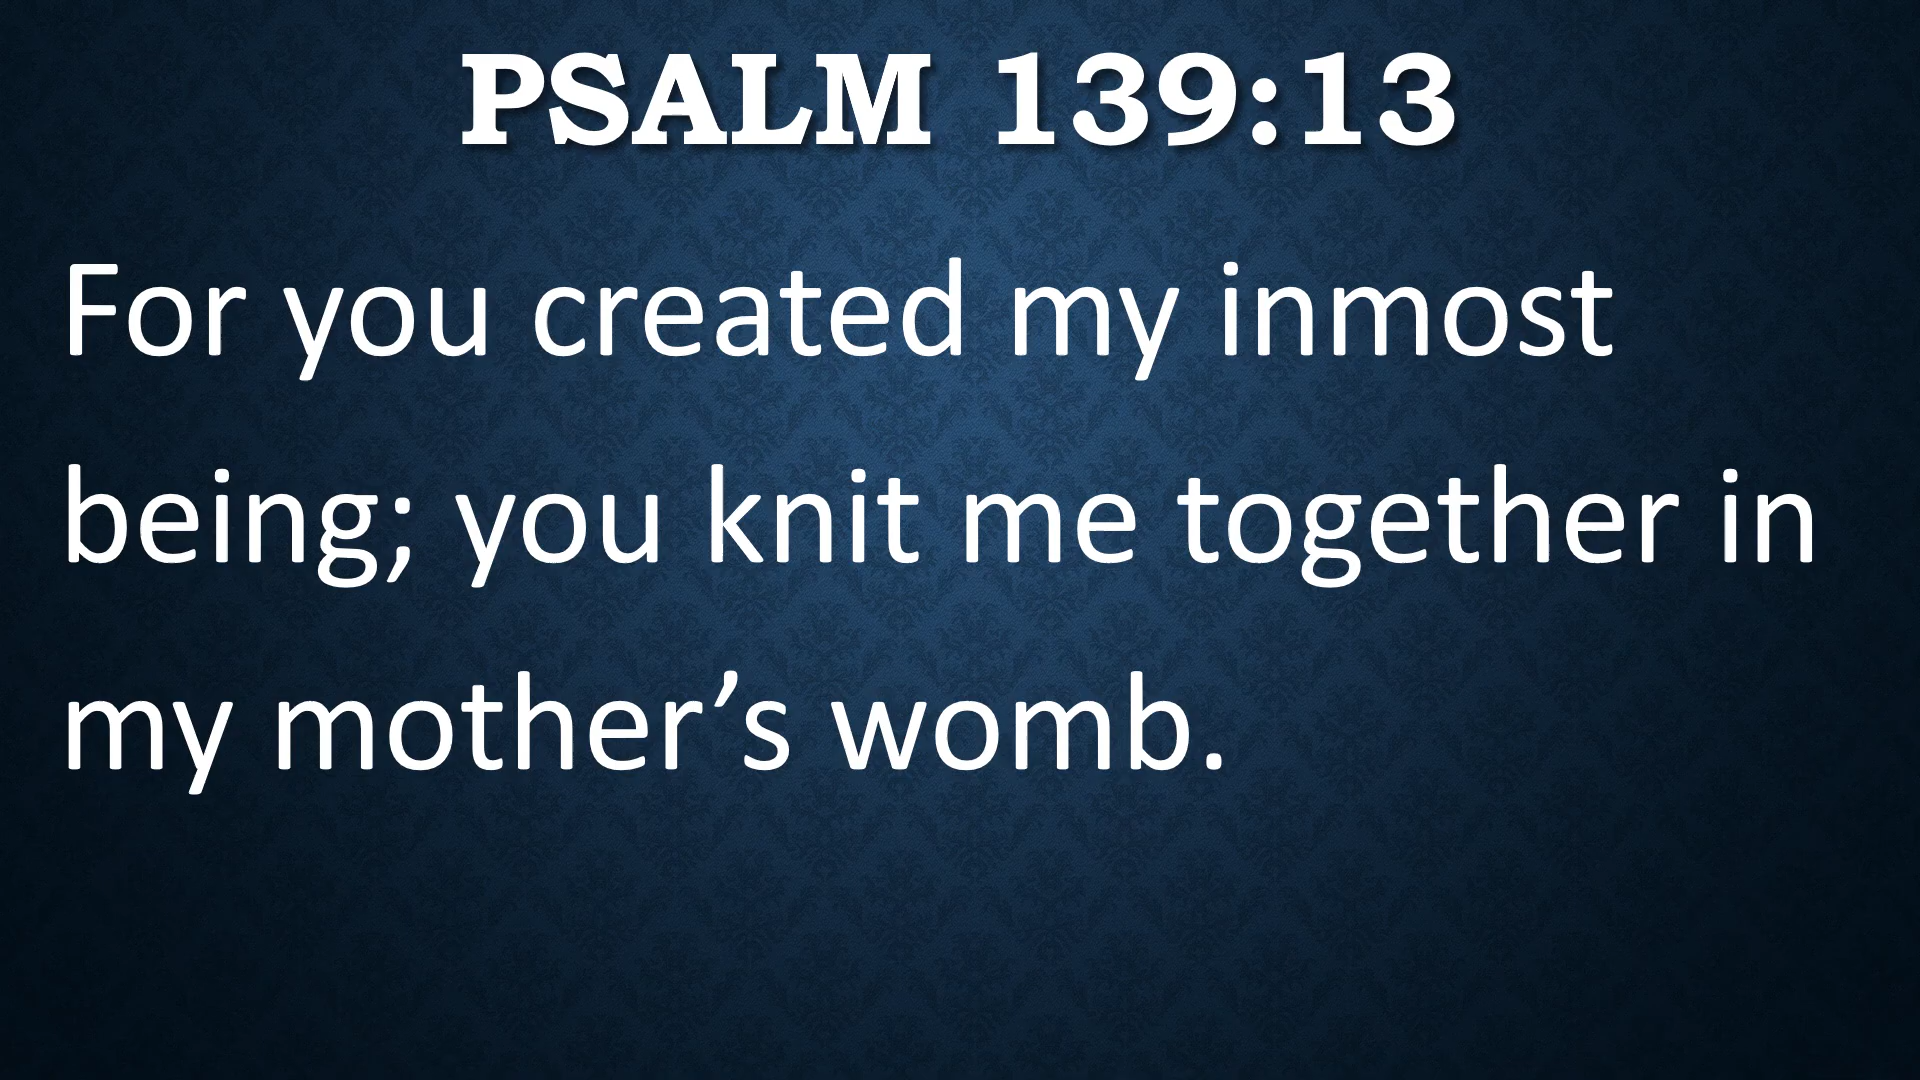 PSALM 139:13
For you created my inmost
being; you knit me together in
my mother’s womb.